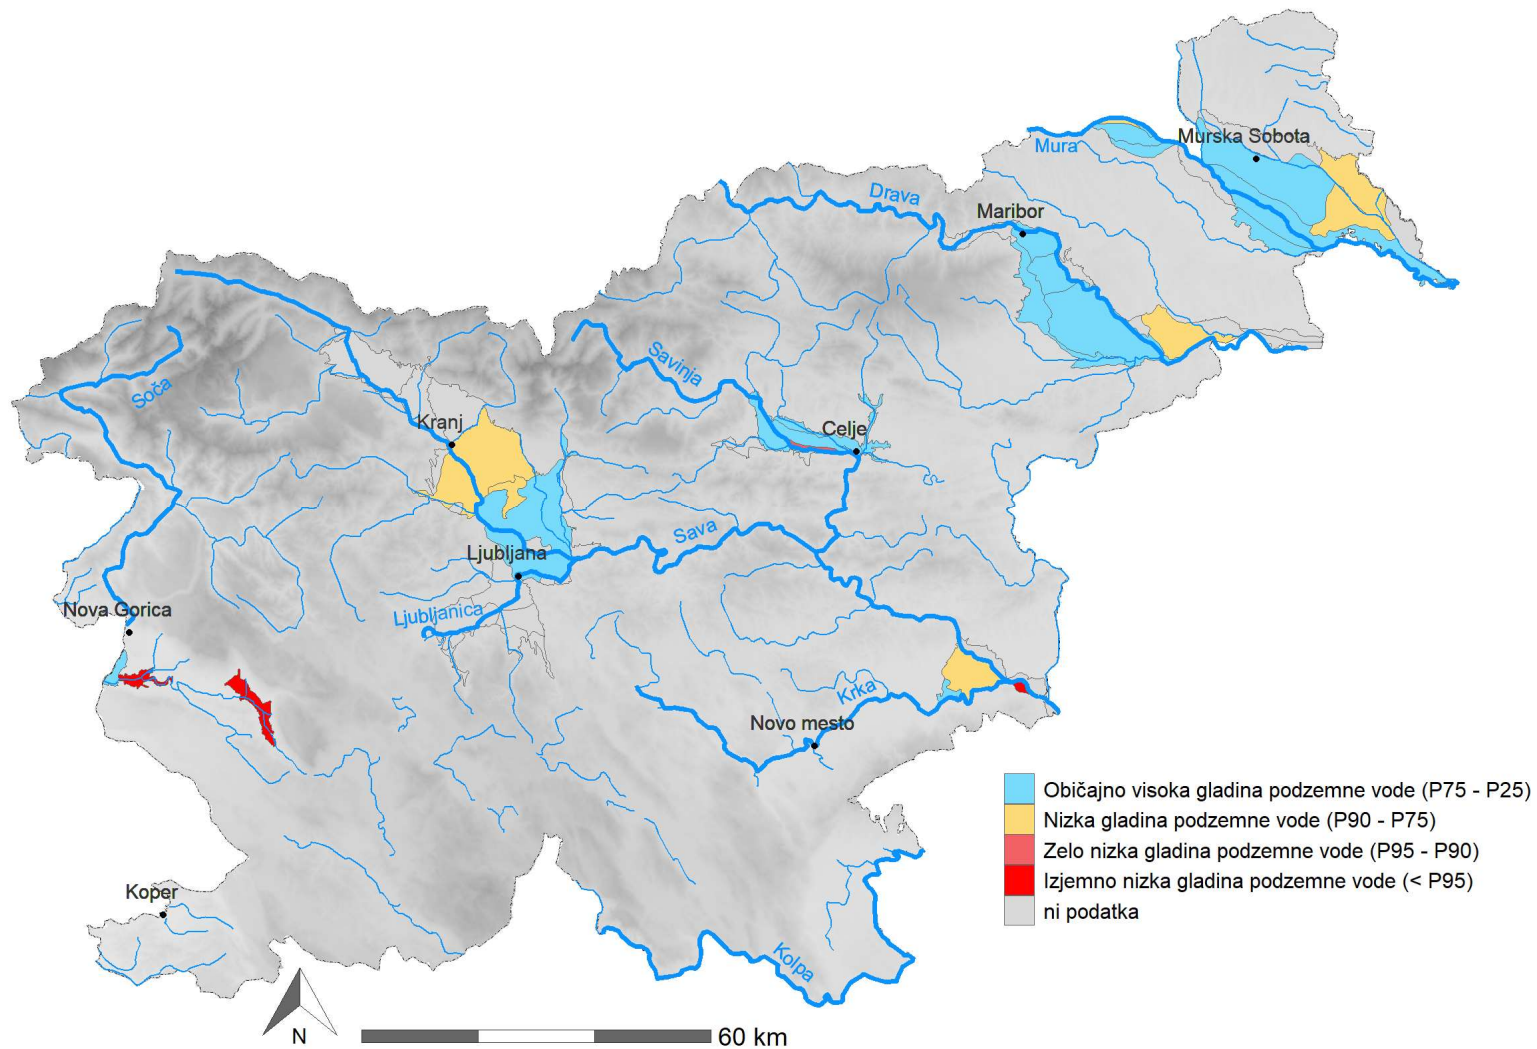 Murska Sobota
Mura
Drava
Maribor
Soča
Savinja
Kranj
Celje
Sava
Ljubljana
Ljubljanica
Nova Gorica
Krka
Novo mesto
Običajno visoka gladina podzemne vode (P75 - P25)
Nizka gladina podzemne vode (P90 - P75)
Zelo nizka gladina podzemne vode (P95 - P90)
Izjemno nizka gladina podzemne vode (< P95)
ni podatka
Koper
Kolpa
N
60 km